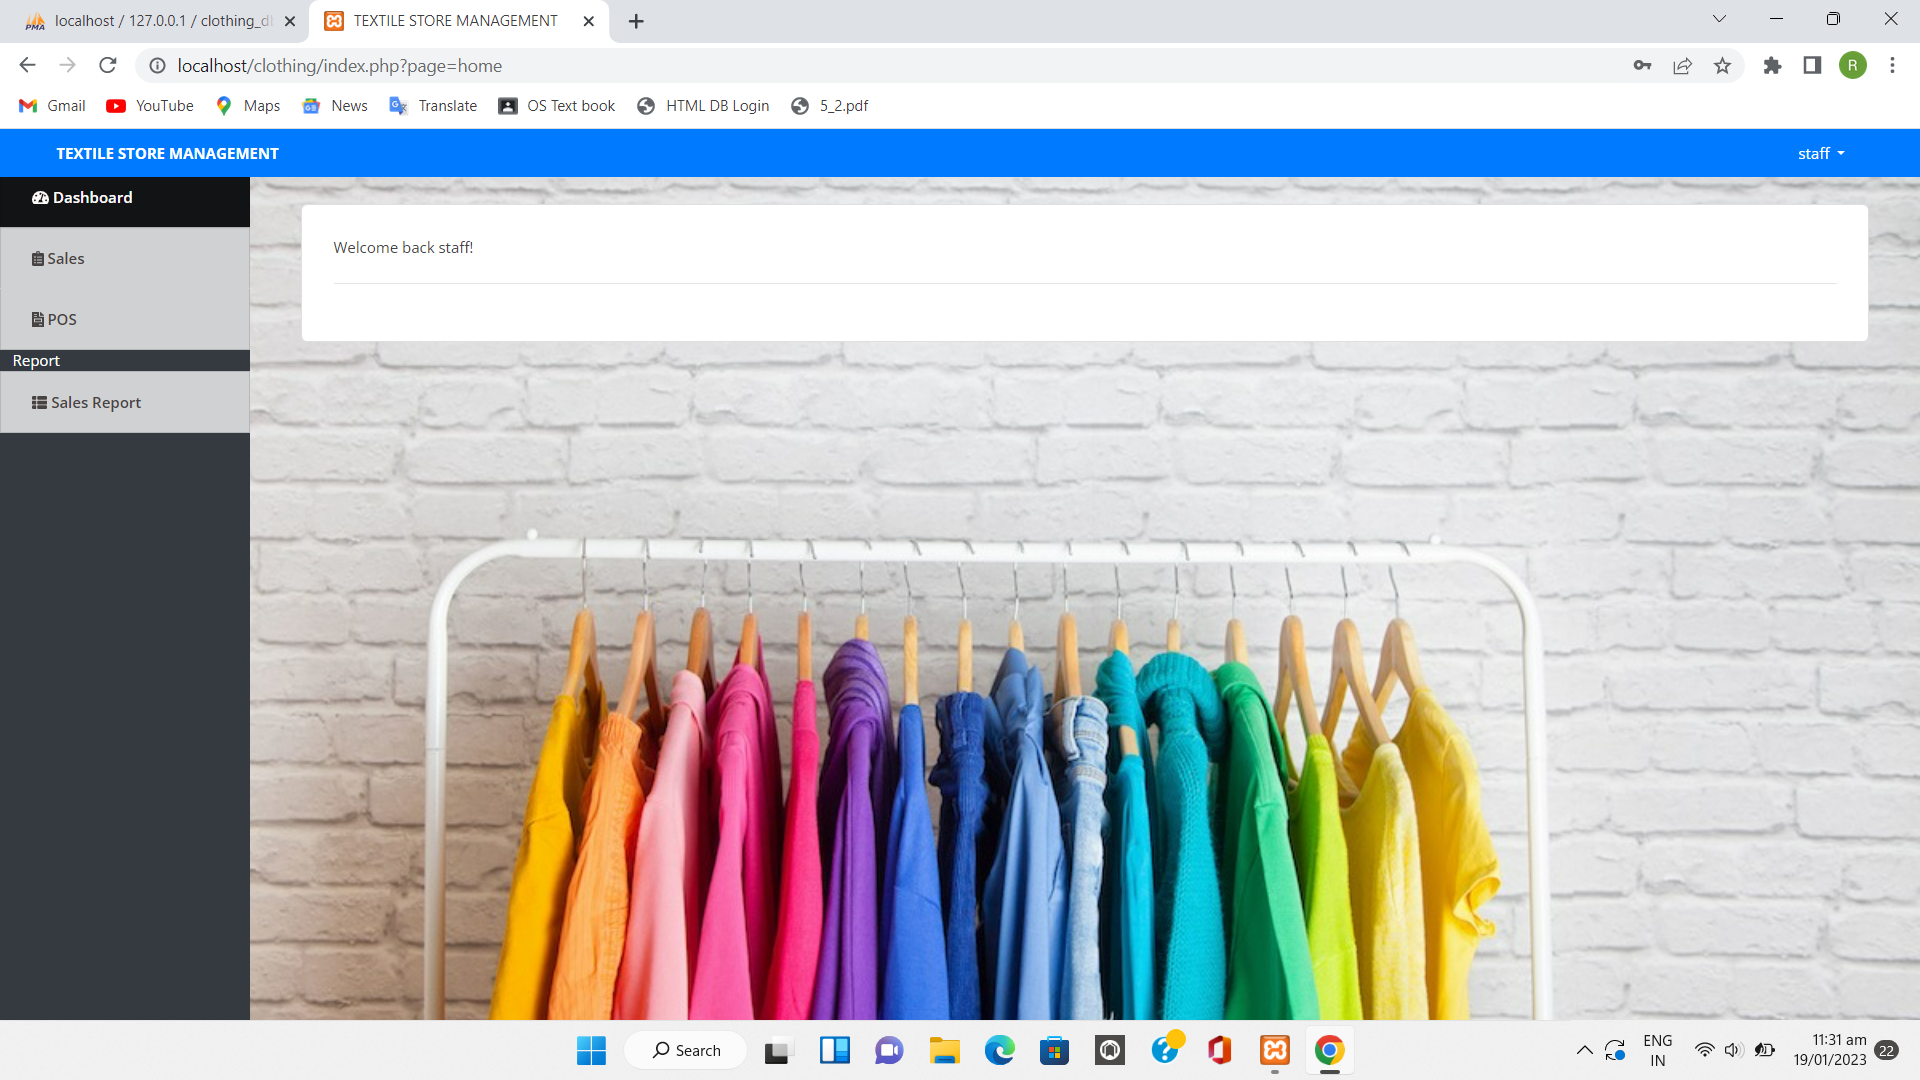 localhost / 127.0.0.1 / clothing_d
TEXTILE STORE MANAGEMENT
localhost/clothing/index.php?page=home
R
Gmail
YouTube
Maps
News
Translate
OS Text book
HTML DB Login
5_2.pdf
TEXTILE STORE MANAGEMENT
staff
Dashboard
Welcome back staff!
Sales
POS
Report
Sales Report
Search
ENG
IN
11:31 am
19/01/2023
22